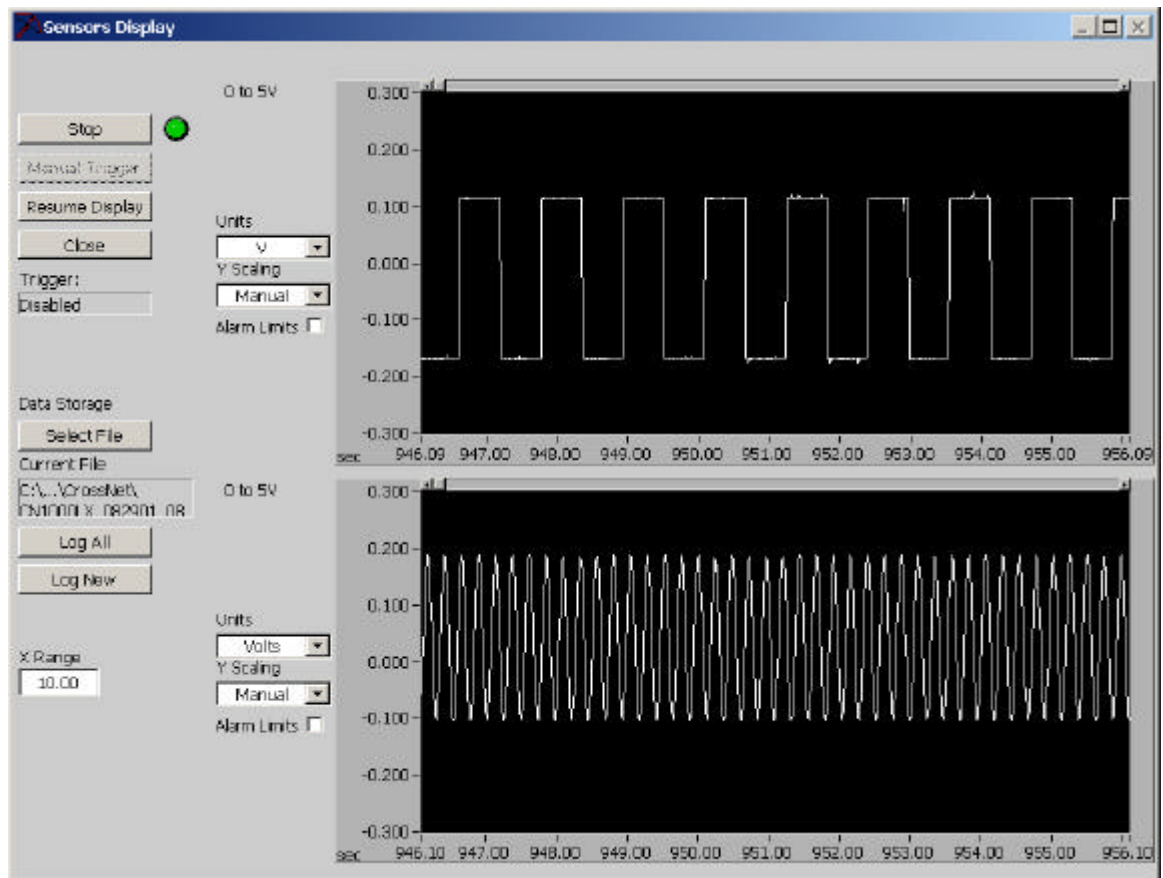 Sensors Display
0 to 5V
Stop
Manual Trigger
Resume Display
Close
Trigger:
Disabled
Units
V
Y Scaling
Manual
Alarm Limits
0.300
0.200
0.100
0.000
-0.100
-0.200
-0.300
sec 946.09 947.00 948.00 949.00 950.00 951.00 952.00 953.00 954.00 955.00 956.09
Data Storage
Select File
Current File
C:\...\CrossNet\
CN1000LX_082901_08
Log All
Log New
X Range
10.00
0 to 5V
Units
Volts
Y Scaling
Manual
Alarm Limits
0.300
0.200
0.100
0.000
-0.100
-0.200
-0.300
sec 946.10 947.00 948.00 949.00 950.00 951.00 952.00 953.00 954.00 955.00 956.10